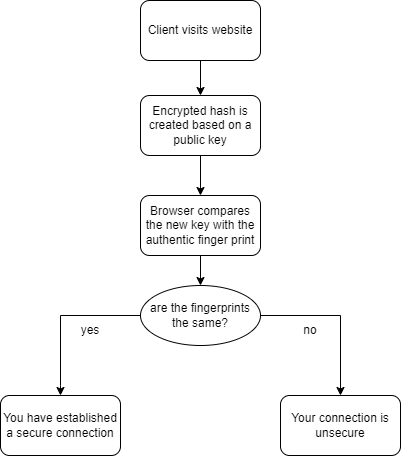 Client visits website
Encrypted hash is
created based on a
public key
Browser compares
the new key with the
authentic finger print
are the fingerprints
the same?
yes
no
You have established
a secure connection
Your connection is
unsecure